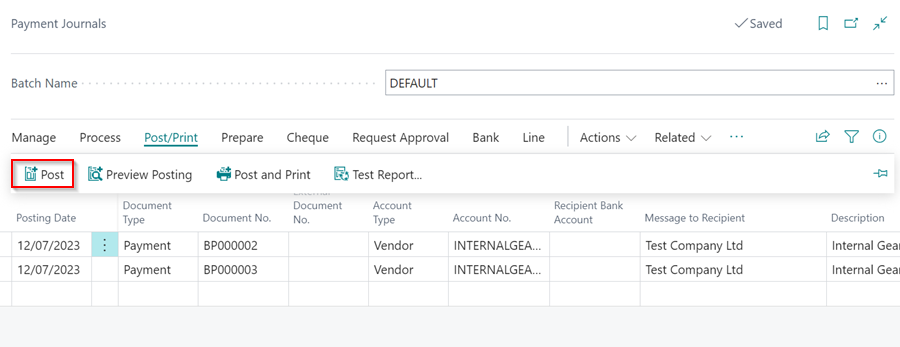 Payment Journals
Saved
Batch Name
DEFAULT
Manage Process Post/Print Prepare Cheque Request Approval Bank Line Actions Related
Post Preview Posting Post and Print Test Report...
Posting Date Document Type Document No. External Document No. Account Type Account No. Recipient Bank Account Message to Recipient Description
12/07/2023 Payment BP000002 Vendor INTERNALGEA... Test Company Ltd Internal Gear
12/07/2023 Payment BP000003 Vendor INTERNALGEA... Test Company Ltd Internal Gear